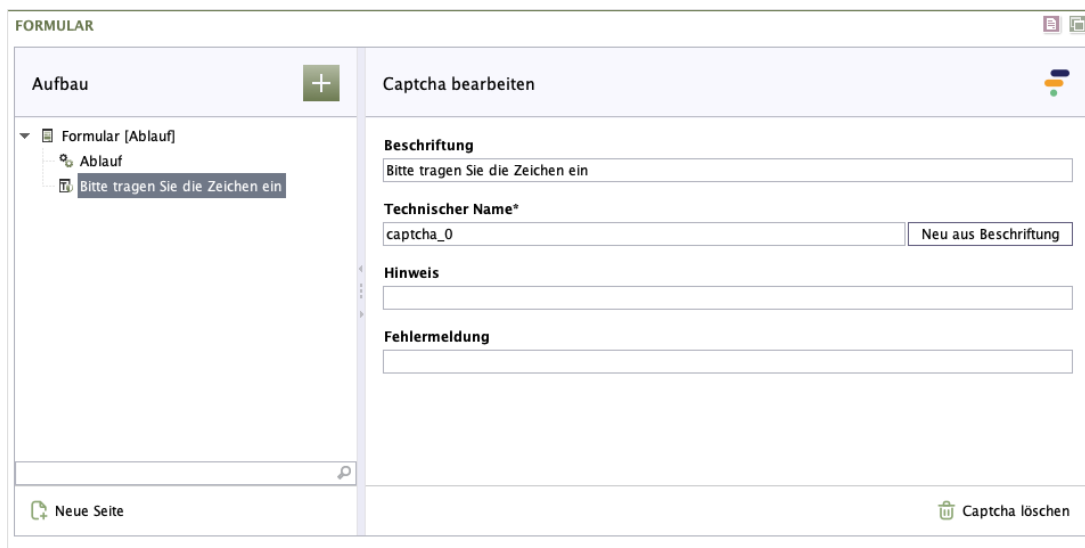 FORMULAR
Aufbau
Formular [Ablauf]
Ablauf
Bitte tragen Sie die Zeichen ein
Neue Seite
Captcha bearbeiten
Beschriftung
Bitte tragen Sie die Zeichen ein
Technischer Name*
captcha_0
Neu aus Beschriftung
Hinweis
Fehlermeldung
Captcha löschen